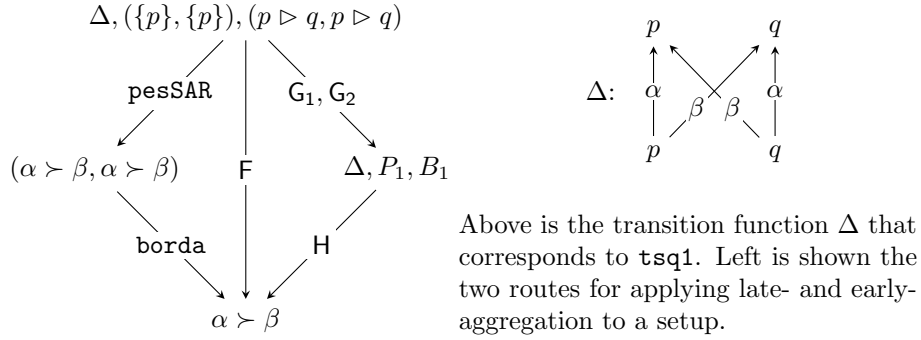 Δ, ({p}, {p}), (p ▷ q, p ▷ q)
pesSAR
G₁, G₂
(α ≻ β, α ≻ β)
F
Δ, P₁, B₁
borda
H
α ≻ β
p q
Δ: α β β α
p q
Above is the transition function Δ that
corresponds to tsq1. Left is shown the
two routes for applying late- and early-
aggregation to a setup.